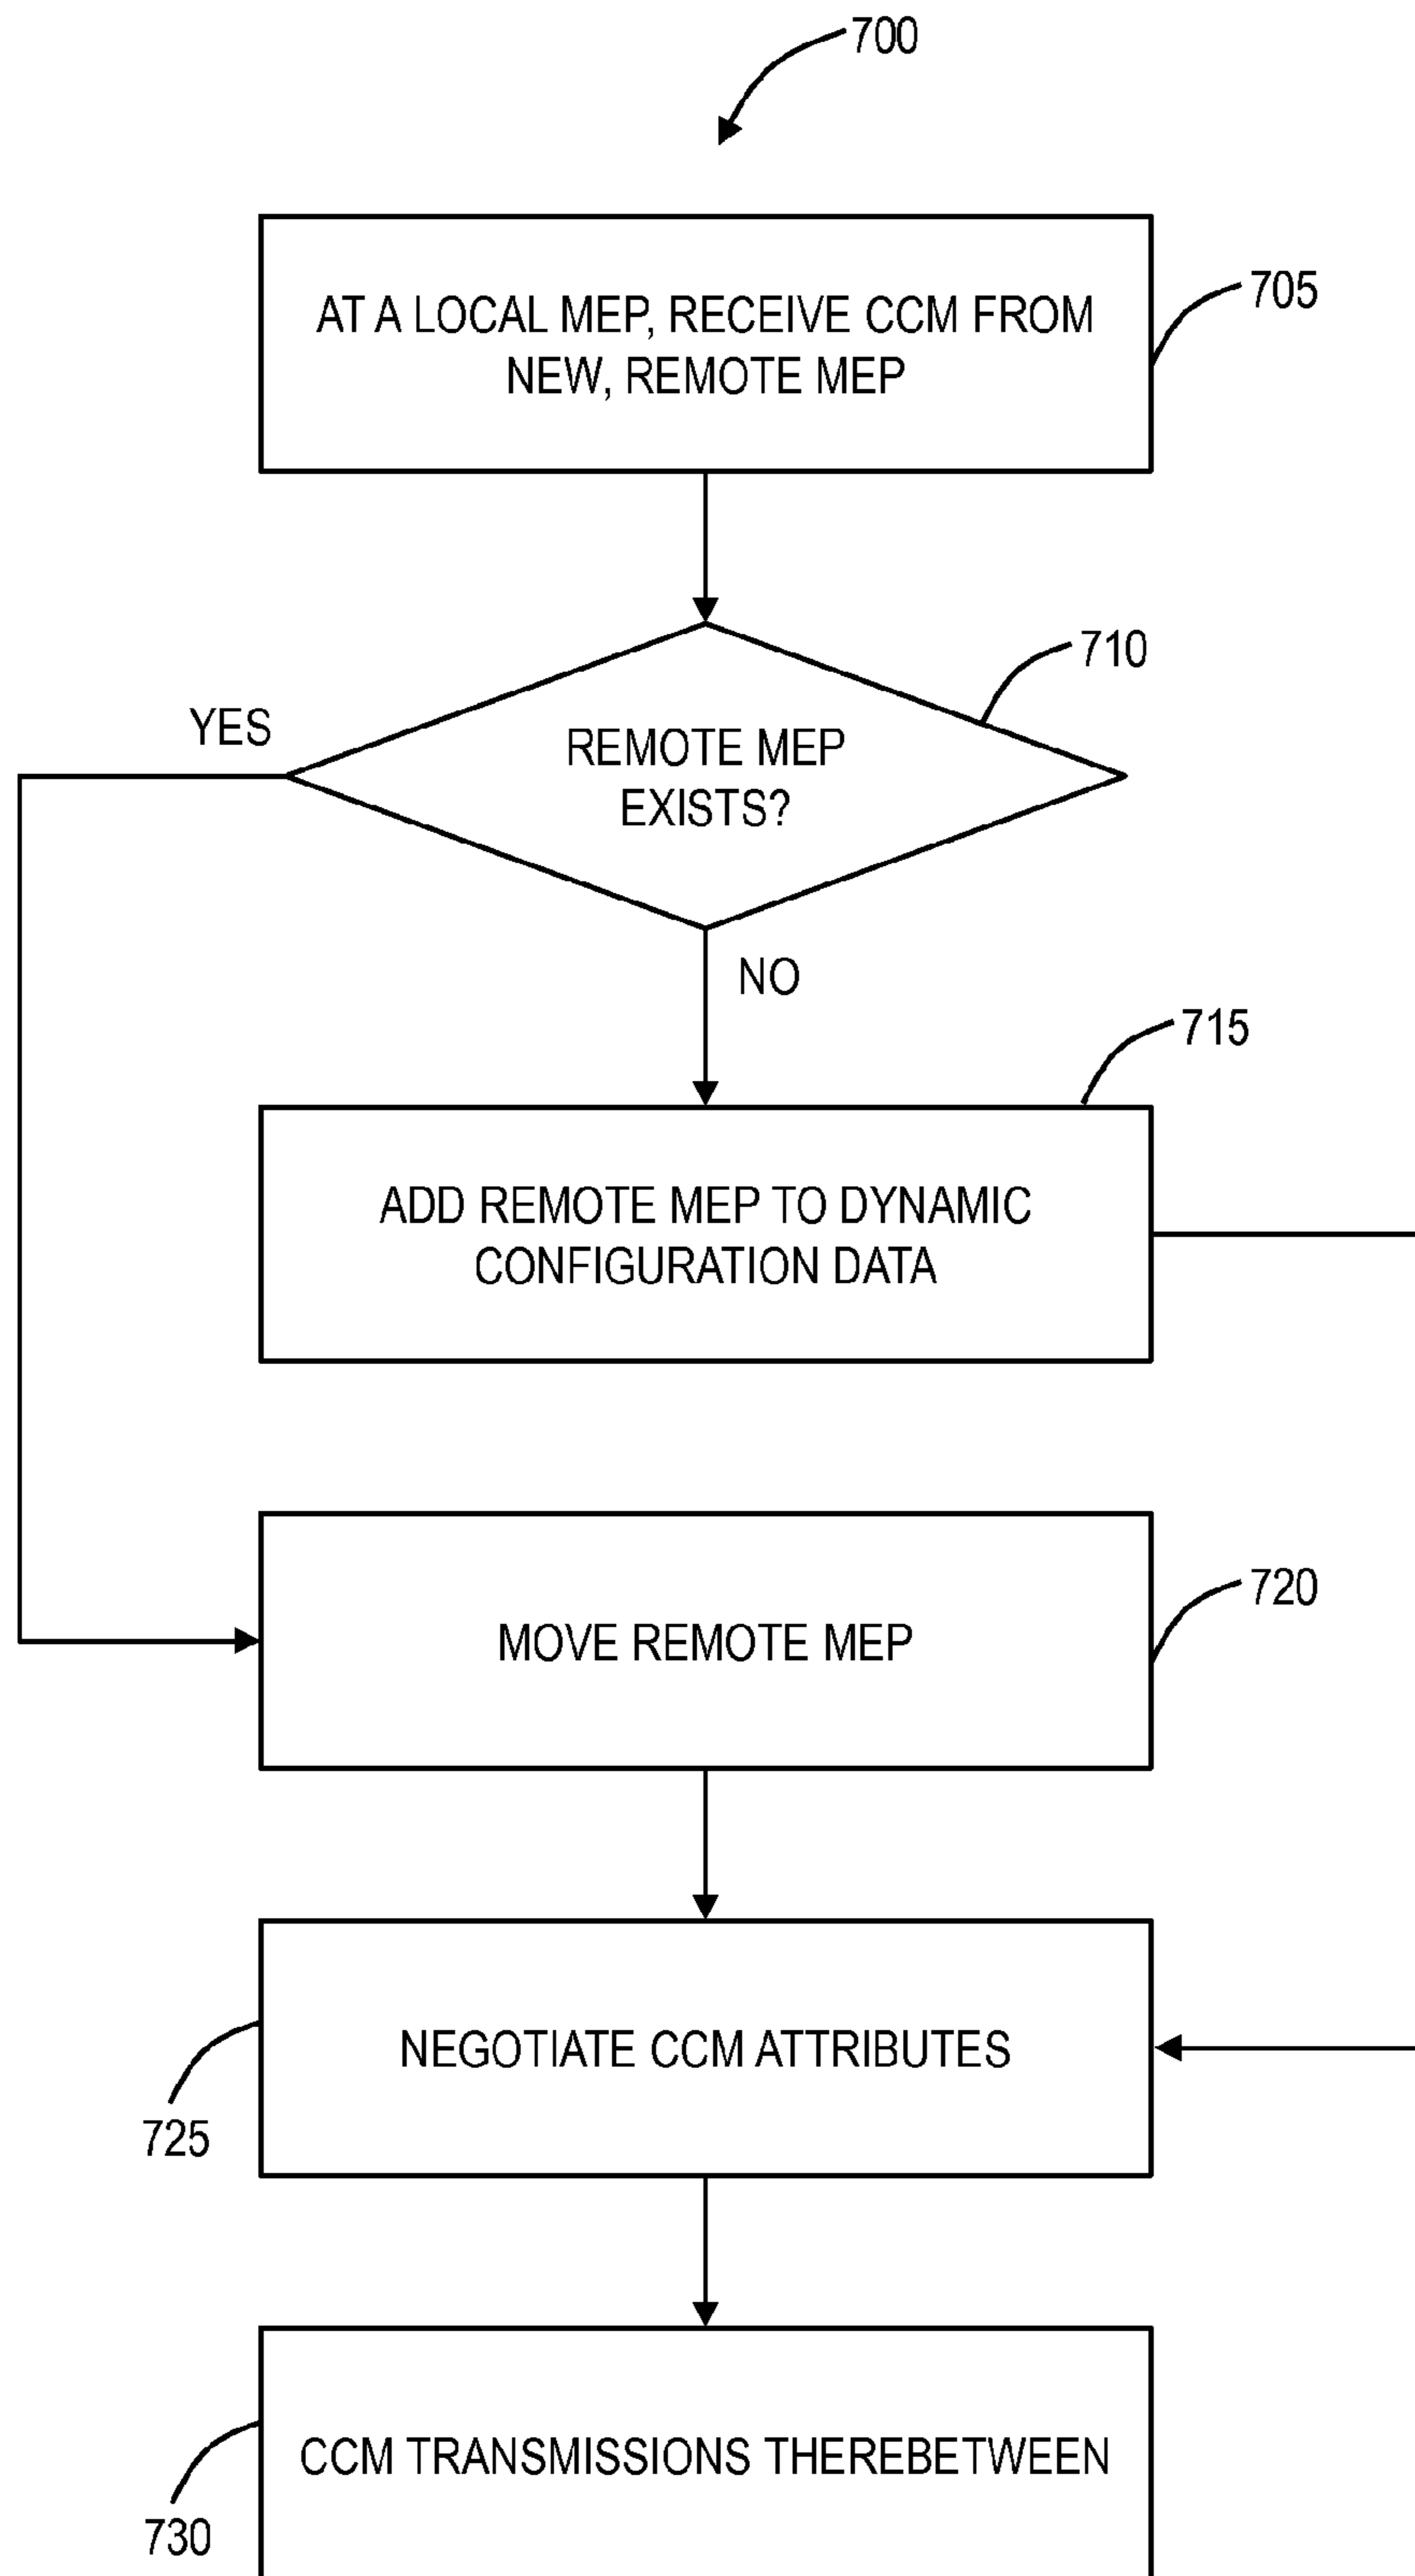 700
AT A LOCAL MEP, RECEIVE CCM FROM
NEW, REMOTE MEP
705
710
YES
REMOTE MEP
EXISTS?
NO
715
ADD REMOTE MEP TO DYNAMIC
CONFIGURATION DATA
720
MOVE REMOTE MEP
NEGOTIATE CCM ATTRIBUTES
725
CCM TRANSMISSIONS THEREBETWEEN
730